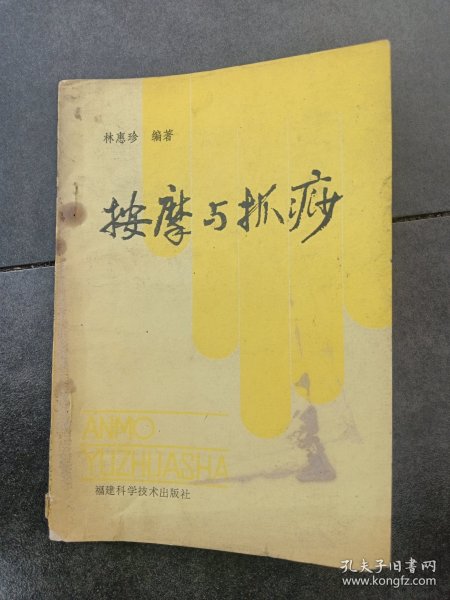 林惠珍 编著
按摩与抓痧
ANMO
YUZHUASHA
福建科学技术出版社
孔夫子旧书网
www.kongfz.com